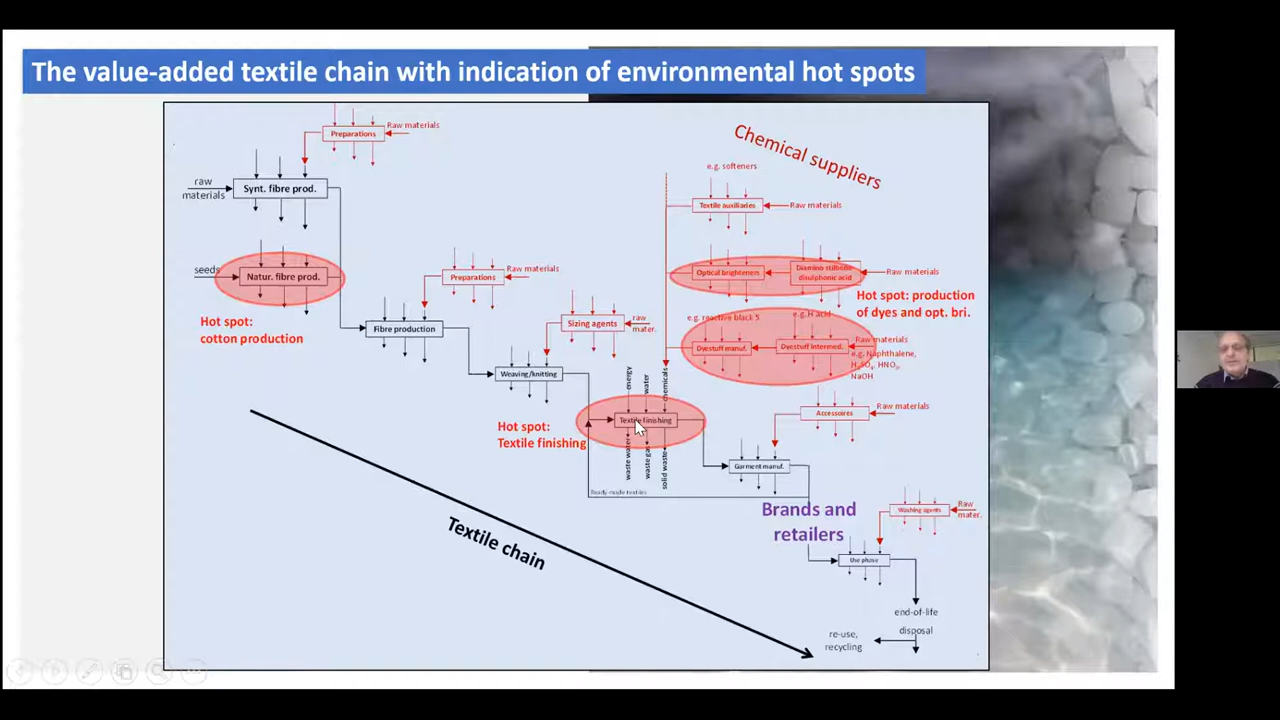 The value-added textile chain with indication of environmental hot spots
Preparations
Raw materials
Chemical suppliers
raw
materials
Synt. fibre prod.
e.g. softeners
Textile auxiliaries
Raw materials
seeds
Natur. fibre prod.
Preparations
Raw materials
Optical brighteners
Diamino stilbene
disulphonic acid
Raw materials
Hot spot: production
of dyes and opt. bri.
Hot spot:
cotton production
Fibre production
Sizing agents
raw
mater.
e.g. reactive black 5
e.g. H acid
Dyestuff manuf.
Dyestuff intermed.
Raw materials
e.g. Naphthalene,
H₂SO₄, HNO₃,
NaOH
Weaving/knitting
energy
water
chemicals
Hot spot:
Textile finishing
Textile finishing
waste water
waste gas
solid waste
Accessoires
Raw materials
Garment manuf.
Ready-made textiles
Brands and
retailers
Washing agents
Raw
mater.
Textile chain
Use phase
end-of-life
disposal
re-use,
recycling